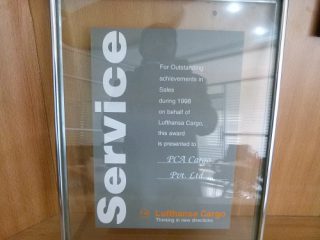 Service
For Outstanding
achievements in
Sales
during 1998
on behalf of
Lufthansa Cargo,
this award
is presented to
PCA Cargo
Pvt. Ltd.
Lufthansa Cargo
Thinking in new directions